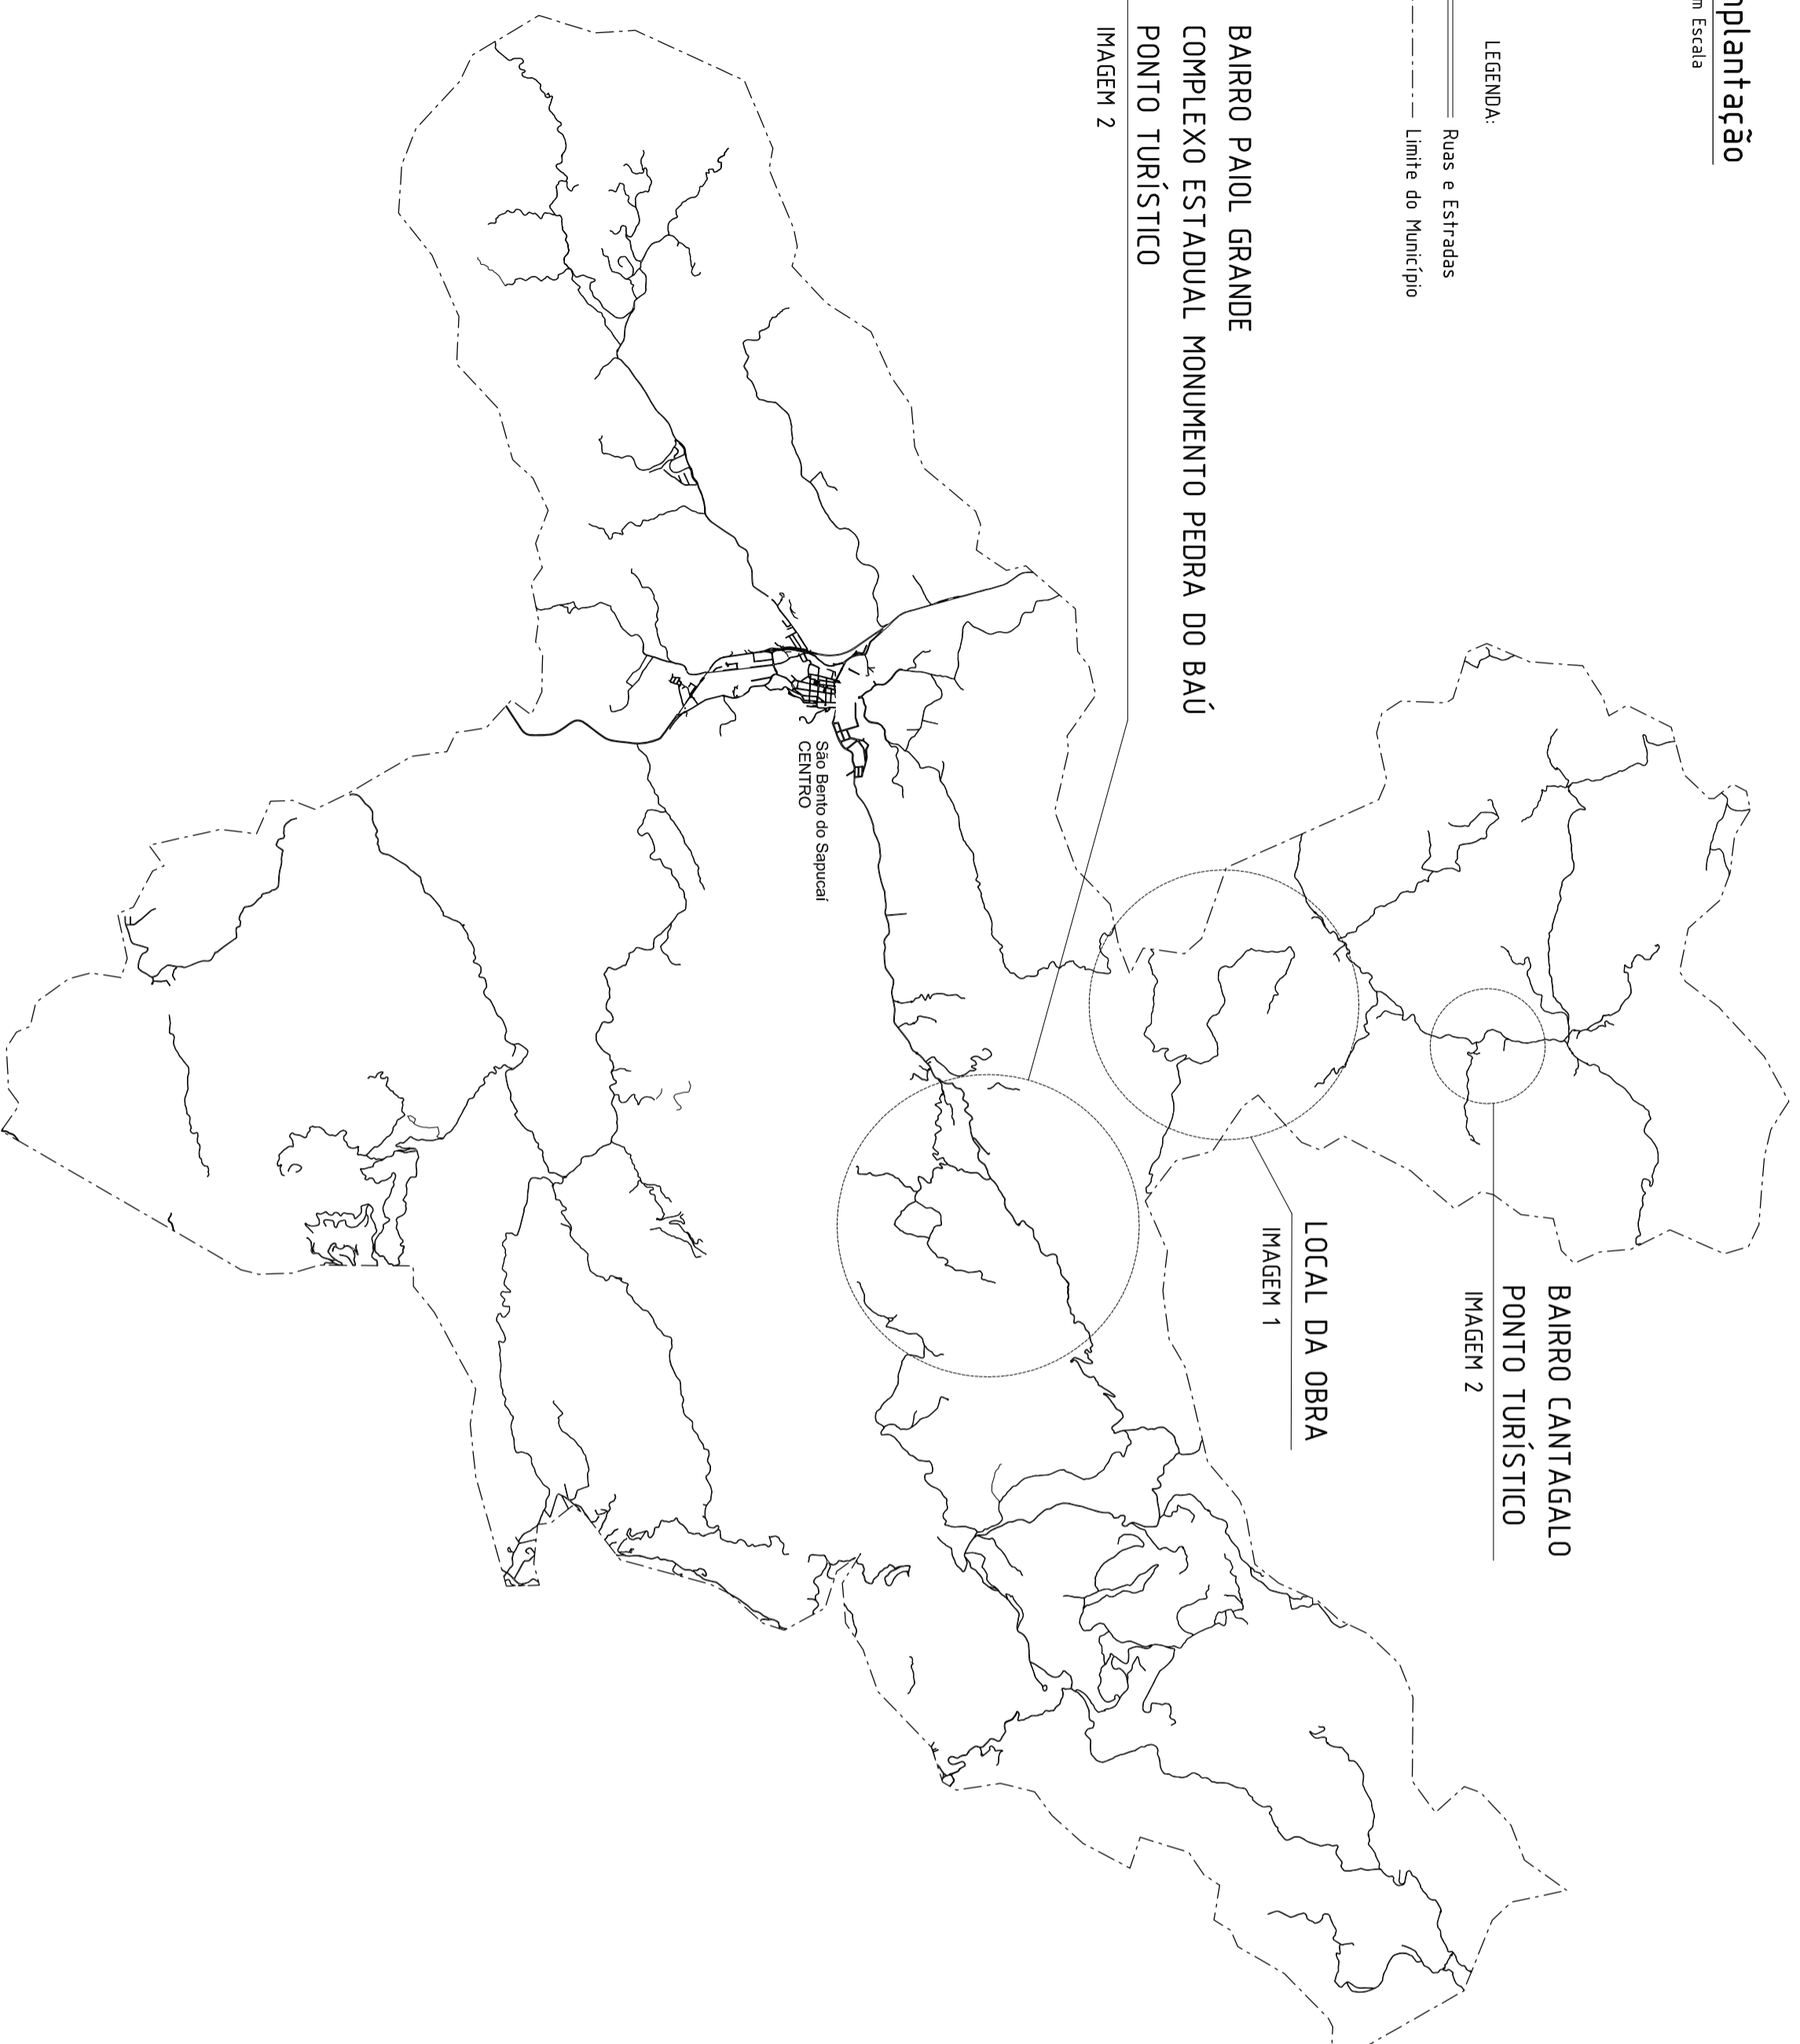 mplantação
m Escala
LEGENDA:
Ruas e Estradas
Limite do Município
BAIRRO CANTAGALO
PONTO TURÍSTICO
IMAGEM 2
LOCAL DA OBRA
IMAGEM 1
BAIRRO PAIOL GRANDE
COMPLEXO ESTADUAL MONUMENTO PEDRA DO BAÚ
PONTO TURÍSTICO
IMAGEM 2
São Bento do Sapucaí
CENTRO